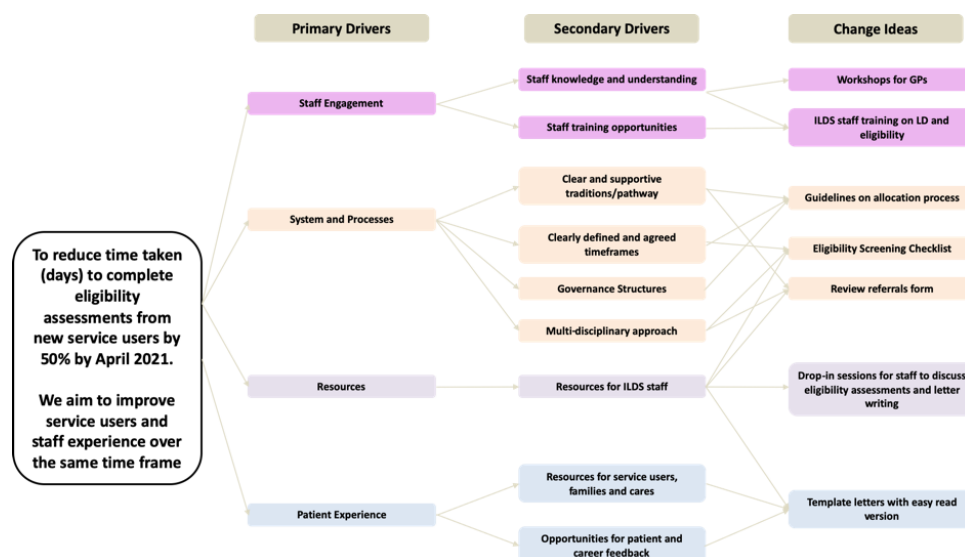 Primary Drivers
Secondary Drivers
Change Ideas
To reduce time taken
(days) to complete
eligibility
assessments from
new service users by
50% by April 2021.
We aim to improve
service users and
staff experience over
the same time frame
Staff Engagement
System and Processes
Resources
Patient Experience
Staff knowledge and understanding
Staff training opportunities
Clear and supportive
traditions/pathway
Clearly defined and agreed
timeframes
Governance Structures
Multi-disciplinary approach
Resources for ILDS staff
Resources for service users,
families and cares
Opportunities for patient and
career feedback
Workshops for GPs
ILDS staff training on LD and
eligibility
Guidelines on allocation process
Eligibility Screening Checklist
Review referrals form
Drop-in sessions for staff to discuss
eligibility assessments and letter
writing
Template letters with easy read
version